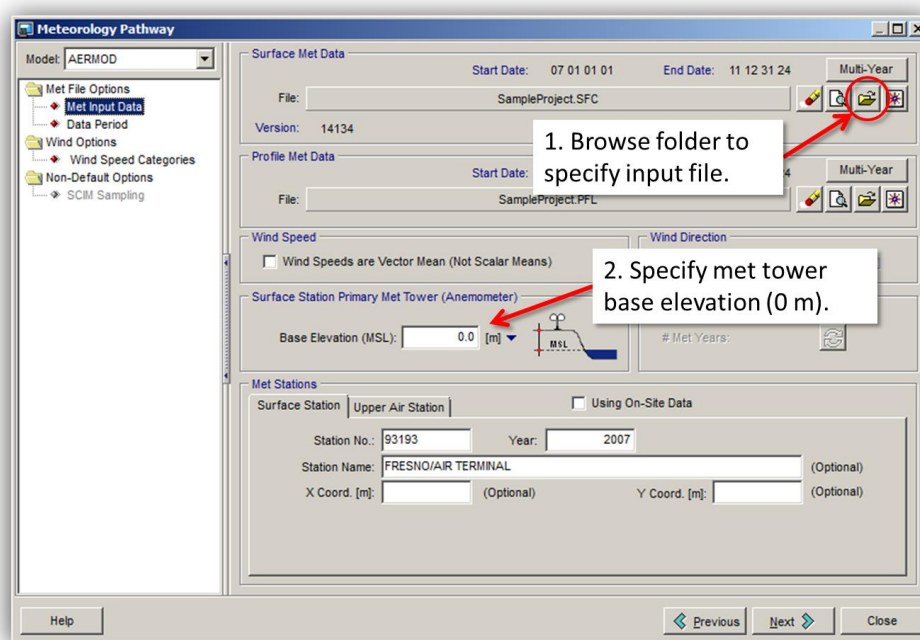 Meteorology Pathway
Model: AERMOD
Met File Options
Met Input Data
Data Period
Wind Options
Wind Speed Categories
Non-Default Options
SCIM Sampling
Surface Met Data
Start Date: 07 01 01 01 End Date: 11 12 31 24 Multi-Year
File: SampleProject.SFC
Version: 14134
1. Browse folder to
specify input file.
Profile Met Data
Start Date: 4 Multi-Year
File: SampleProject.PFL
Wind Speed
Wind Speeds are Vector Mean (Not Scalar Means)
Wind Direction
2. Specify met tower
base elevation (0 m).
Surface Station Primary Met Tower (Anemometer)
Base Elevation (MSL): 0.0 [m] MSL
# Met Years:
Met Stations
Surface Station Upper Air Station Using On-Site Data
Station No.: 93193 Year: 2007
Station Name: FRESNO/AIR TERMINAL (Optional)
X Coord. [m]: (Optional) Y Coord. [m]: (Optional)
Help Previous Next Close